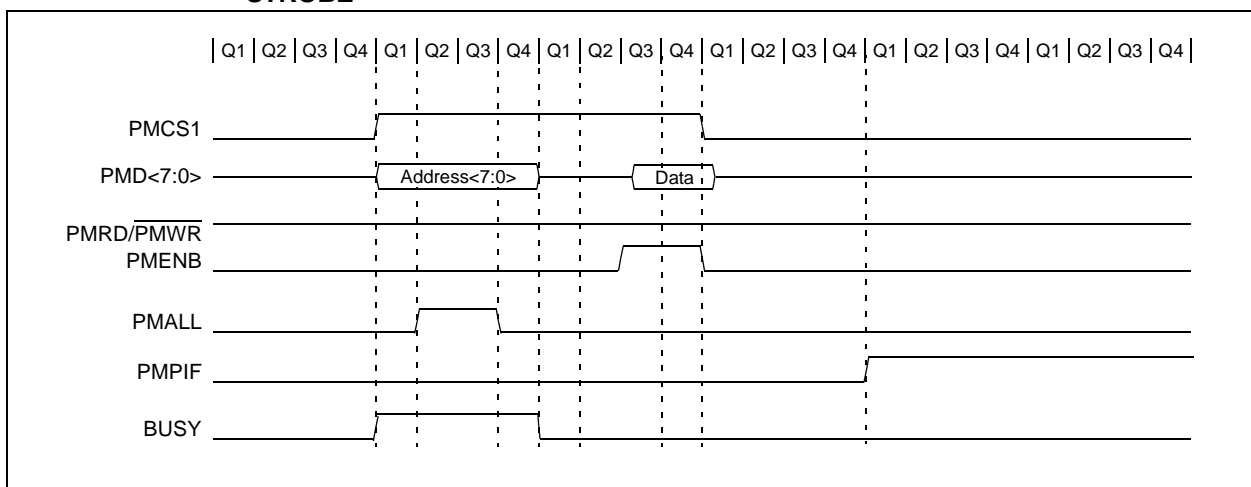 | Q1 | Q2 | Q3 | Q4 | Q1 | Q2 | Q3 | Q4 | Q1 | Q2 | Q3 | Q4 | Q1 | Q2 | Q3 | Q4 | Q1 | Q2 | Q3 | Q4 | Q1 | Q2 | Q3 | Q4 |
PMCS1
PMD<7:0>
Address<7:0>
Data
PMRD/PMWR
PMENB
PMALL
PMPIF
BUSY